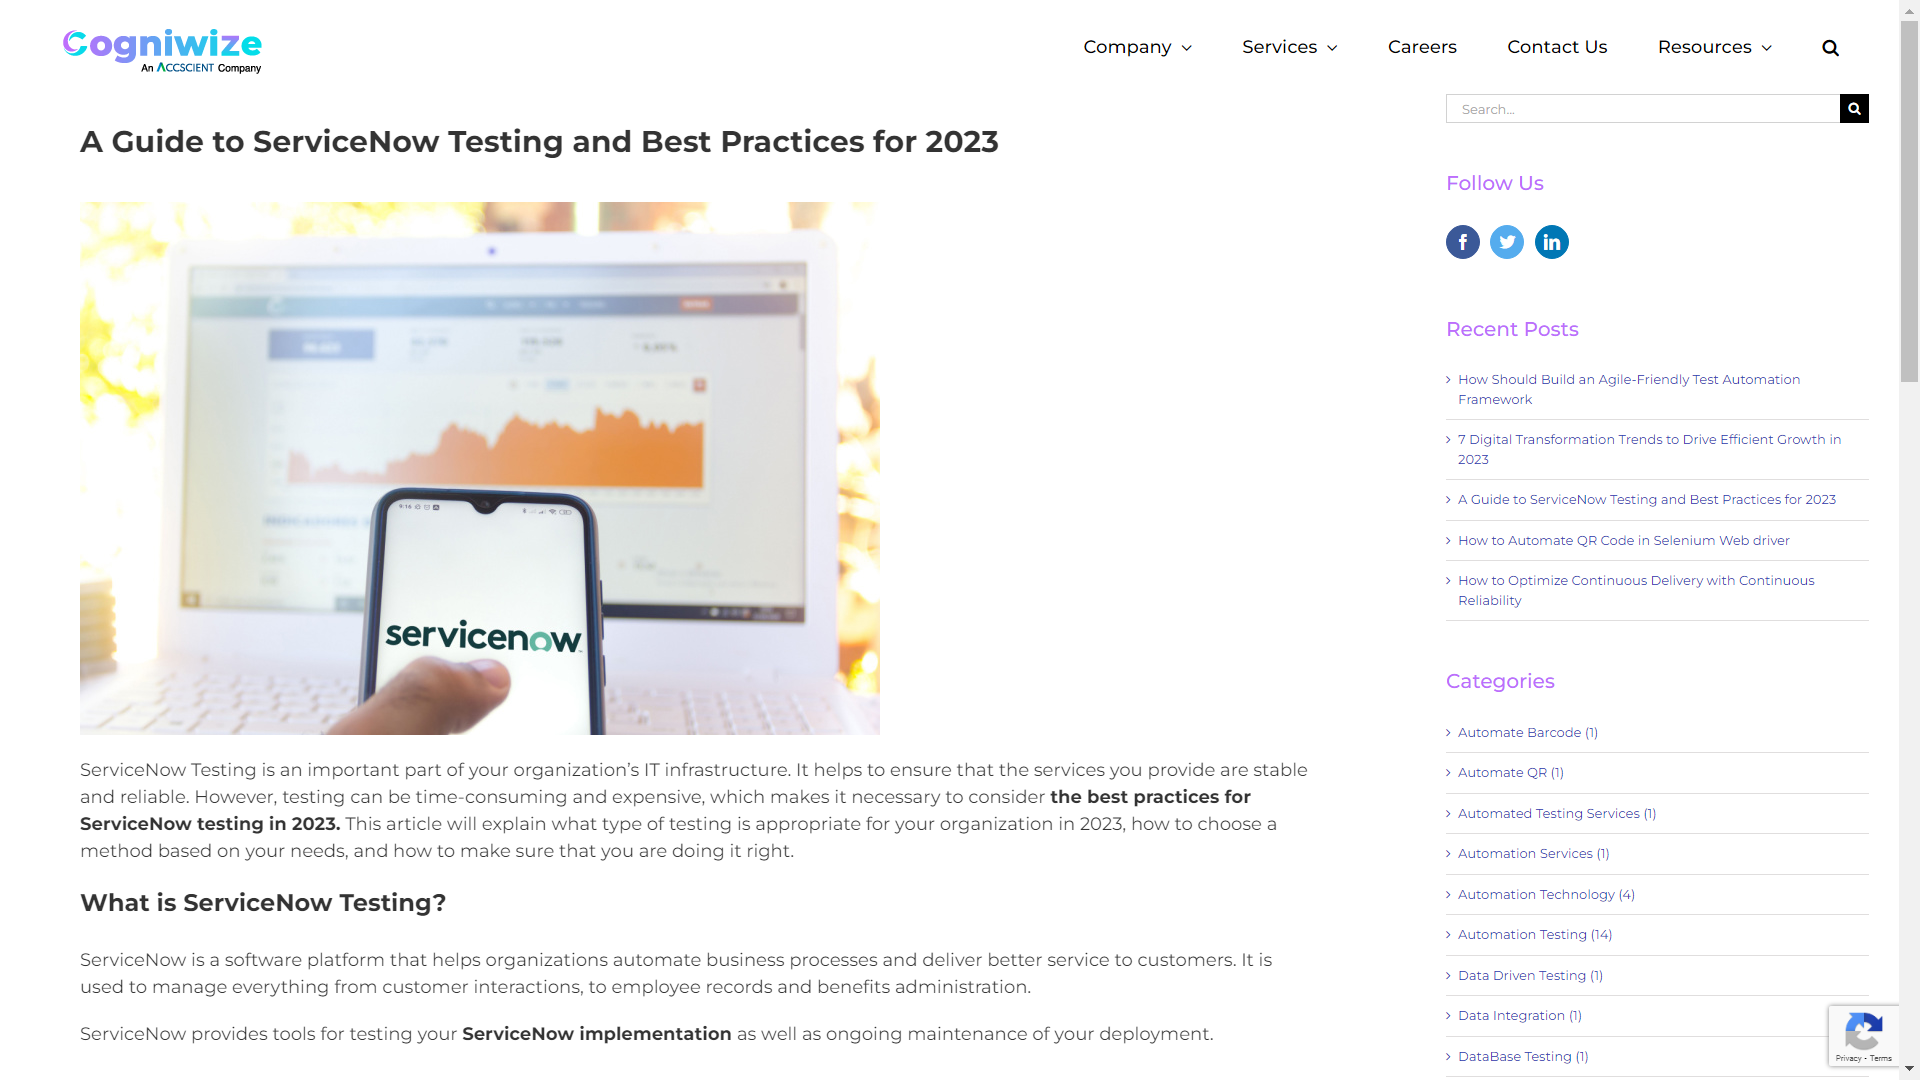 Cogniwize
An ACCSCIENT Company
Company
Services
Careers
Contact Us
Resources
Search...
A Guide to ServiceNow Testing and Best Practices for 2023
9:16
servicenow
ServiceNow Testing is an important part of your organization’s IT infrastructure. It helps to ensure that the services you provide are stable
and reliable. However, testing can be time-consuming and expensive, which makes it necessary to consider the best practices for
ServiceNow testing in 2023. This article will explain what type of testing is appropriate for your organization in 2023, how to choose a
method based on your needs, and how to make sure that you are doing it right.
What is ServiceNow Testing?
ServiceNow is a software platform that helps organizations automate business processes and deliver better service to customers. It is
used to manage everything from customer interactions, to employee records and benefits administration.
ServiceNow provides tools for testing your ServiceNow implementation as well as ongoing maintenance of your deployment.
Follow Us
Recent Posts
How Should Build an Agile-Friendly Test Automation
Framework
7 Digital Transformation Trends to Drive Efficient Growth in
2023
A Guide to ServiceNow Testing and Best Practices for 2023
How to Automate QR Code in Selenium Web driver
How to Optimize Continuous Delivery with Continuous
Reliability
Categories
Automate Barcode (1)
Automate QR (1)
Automated Testing Services (1)
Automation Services (1)
Automation Technology (4)
Automation Testing (14)
Data Driven Testing (1)
Data Integration (1)
DataBase Testing (1)
Privacy - Terms